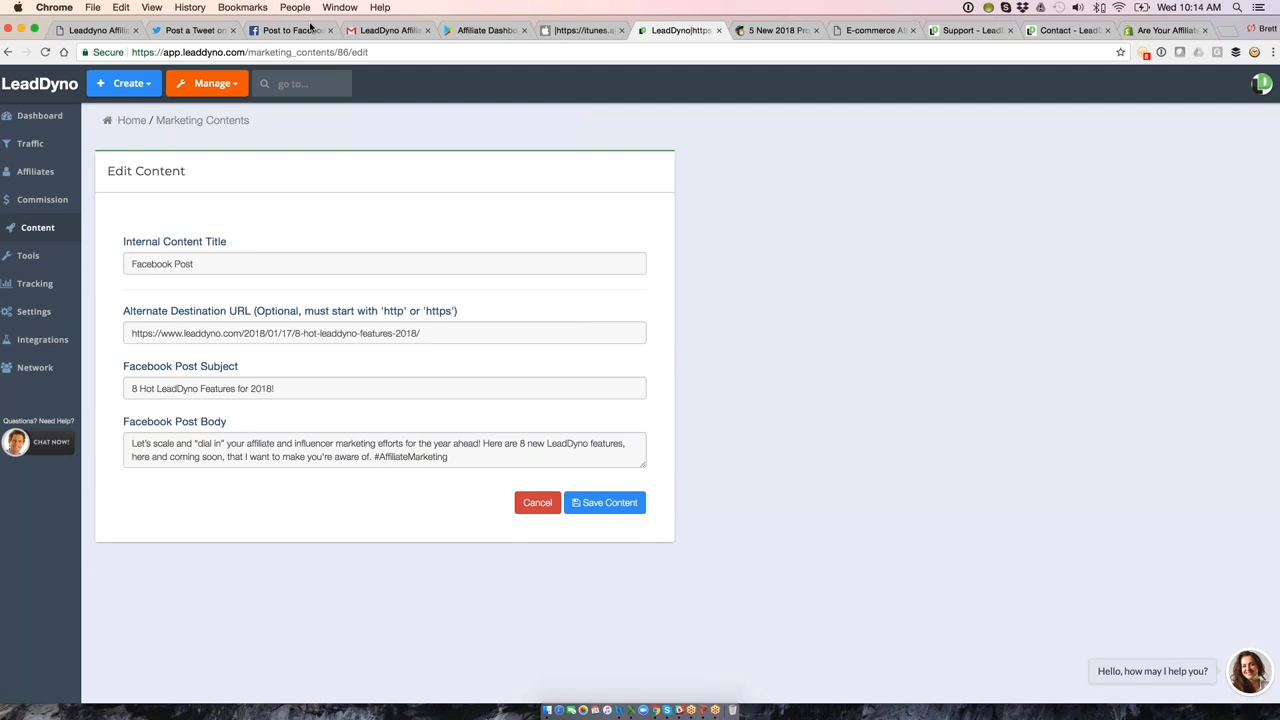 Chrome File Edit View History Bookmarks People Window Help Wed 10:14 AM
Leaddyno Affilia Post a Tweet on Post to Facebo LeadDyno Affilia Affiliate Dashbo https://itunes.ap LeadDyno|https 5 New 2018 Pro E-commerce Af Support - LeadD Contact - LeadD Are Your Affiliate Brett
Secure https://app.leaddyno.com/marketing_contents/86/edit
LeadDyno + Create Manage go to...
Dashboard
Traffic
Affiliates
Commission
Content
Tools
Tracking
Settings
Integrations
Network
Questions? Need Help?
CHAT NOW!
Home / Marketing Contents
Edit Content
Internal Content Title
Facebook Post
Alternate Destination URL (Optional, must start with 'http' or 'https')
https://www.leaddyno.com/2018/01/17/8-hot-leaddyno-features-2018/
Facebook Post Subject
8 Hot LeadDyno Features for 2018!
Facebook Post Body
Let's scale and "dial in" your affiliate and influencer marketing efforts for the year ahead! Here are 8 new LeadDyno features,
here and coming soon, that I want to make you're aware of. #AffiliateMarketing
Cancel Save Content
Hello, how may I help you?